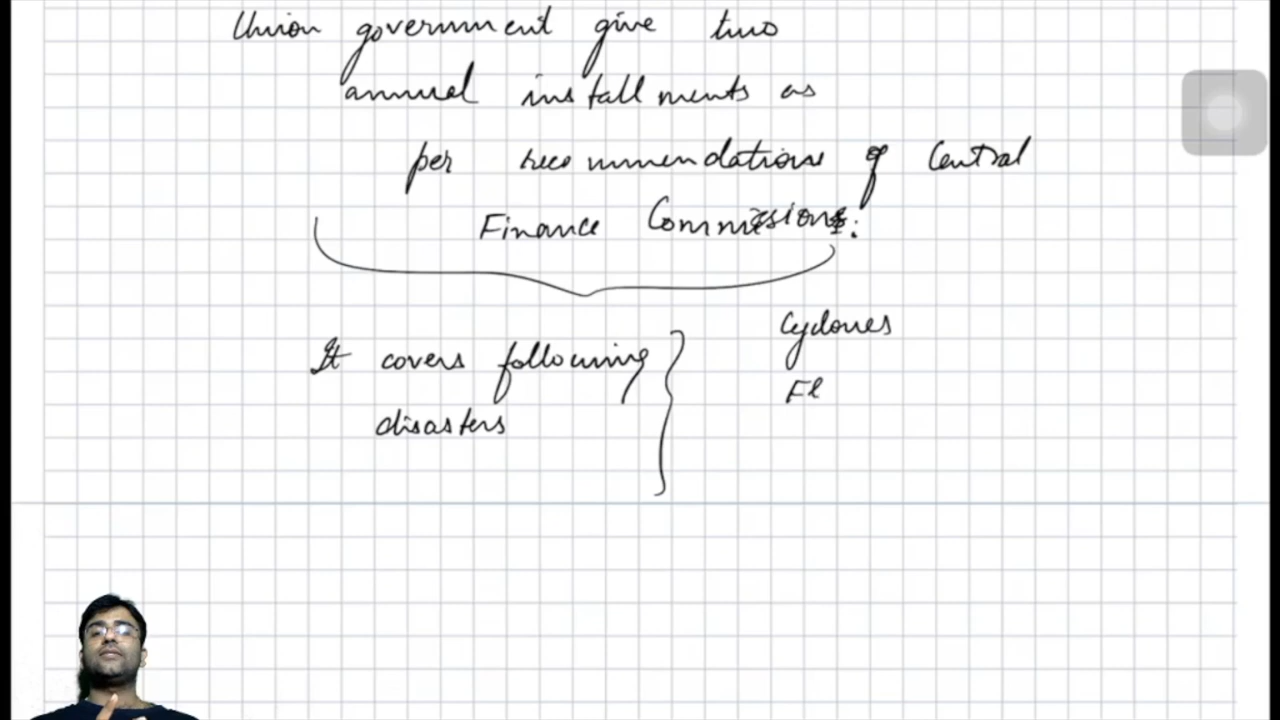 Union government give two
annual installments as
per recommendations of Central
Finance Commissions.
It covers following
disasters
Cyclones
Fl